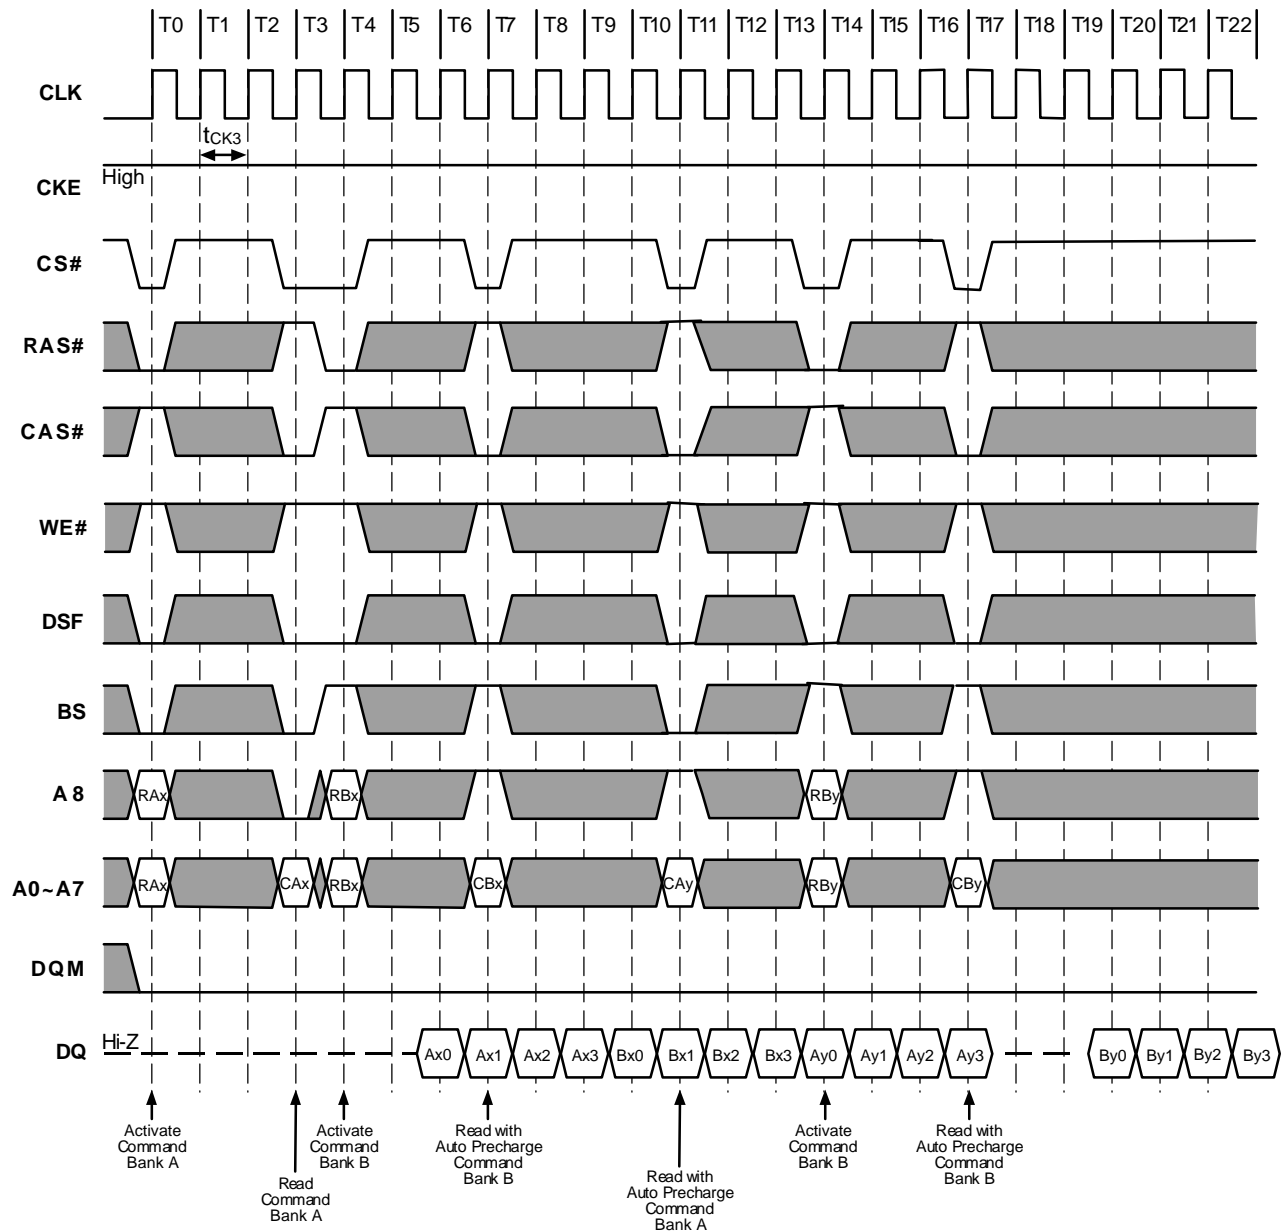 T0 T1 T2 T3 T4 T5 T6 T7 T8 T9 T10 T11 T12 T13 T14 T15 T16 T17 T18 T19 T20 T21 T22
CLK
tCK3
High
CKE
CS#
RAS#
CAS#
WE#
DSF
BS
A8
RAx RBx RBy
A0~A7
RAx CAx RBx CBx CAy RBy CBy
DQM
Hi-Z
DQ
Ax0 Ax1 Ax2 Ax3 Bx0 Bx1 Bx2 Bx3 Ay0 Ay1 Ay2 Ay3 By0 By1 By2 By3
Activate
Command
Bank A
Read
Command
Bank A
Activate
Command
Bank B
Read with
Auto Precharge
Command
Bank B
Read with
Auto Precharge
Command
Bank A
Activate
Command
Bank B
Read with
Auto Precharge
Command
Bank B